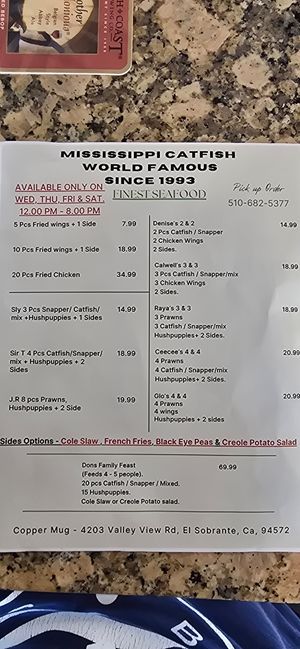 H + COAST
other
Belgian
Style
Abbey
Ale
MISSISSIPPI CATFISH
WORLD FAMOUS
SINCE 1993
AVAILABLE ONLY ON
WED, THU, FRI & SAT.
12.00 PM - 8.00 PM
FINEST SEAFOOD
Pick up Order
510-682-5377
5 Pcs Fried wings + 1 Side 7.99
10 Pcs Fried wings + 1 Side 18.99
20 Pcs Fried Chicken 34.99
Sly 3 Pcs Snapper/ Catfish/ 14.99
mix +Hushpuppies + 1 Sides
Sir T 4 Pcs Catfish/Snapper/ 18.99
mix + Hushppies + 2
Sides
J.R 8 pcs Prawns, 19.99
Hushpuppies + 2 Side
Denise's 2 & 2 14.99
2 Pcs Catfish / Snapper
2 Chicken Wings
2 Sides.
Calwell's 3 & 3 18.99
3 Pcs Catfish / Snapper/mix
3 Chicken Wings
2 Sides.
Raya's 3 & 3 18.99
3 Prawns
3 Catfish / Snapper/mix
Hushpuppies+ 2 Sides.
Ceecee's 4 & 4 20.99
4 Prawns
4 Catfish / Snapper/mix
Hushpuppies+ 2 Sides.
Glo's 4 & 4 20.99
4 Prawns
4 wings
Hushpuppies + 2 sides
Sides Options - Cole Slaw , French Fries, Black Eye Peas & Creole Potato Salad
Dons Family Feast 69.99
(Feeds 4 - 5 people).
20 pcs Catfish / Snapper / Mixed.
15 Hushpuppies.
Cole Slaw or Creole Potato salad.
Copper Mug - 4203 Valley View Rd, El Sobrante, Ca, 94572
B